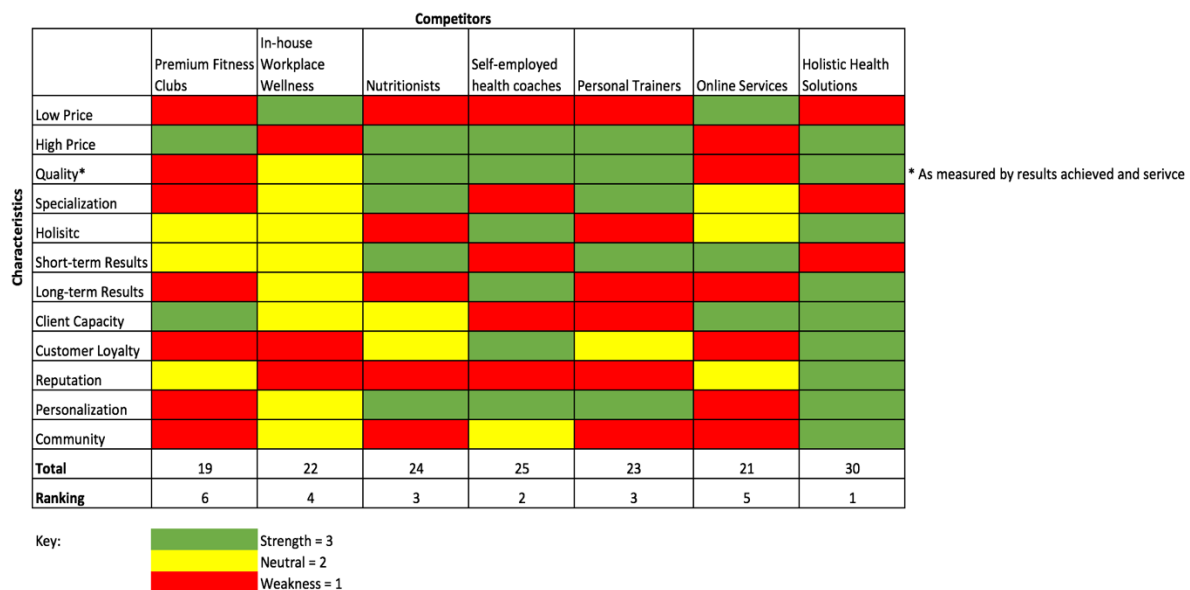 Competitors
Premium Fitness Clubs
In-house Workplace Wellness
Nutritionists
Self-employed health coaches
Personal Trainers
Online Services
Holistic Health Solutions
Characteristics
Low Price
High Price
Quality*
* As measured by results achieved and serivce
Specialization
Holisitc
Short-term Results
Long-term Results
Client Capacity
Customer Loyalty
Reputation
Personalization
Community
Total 19 22 24 25 23 21 30
Ranking 6 4 3 2 3 5 1
Key:
Strength = 3
Neutral = 2
Weakness = 1